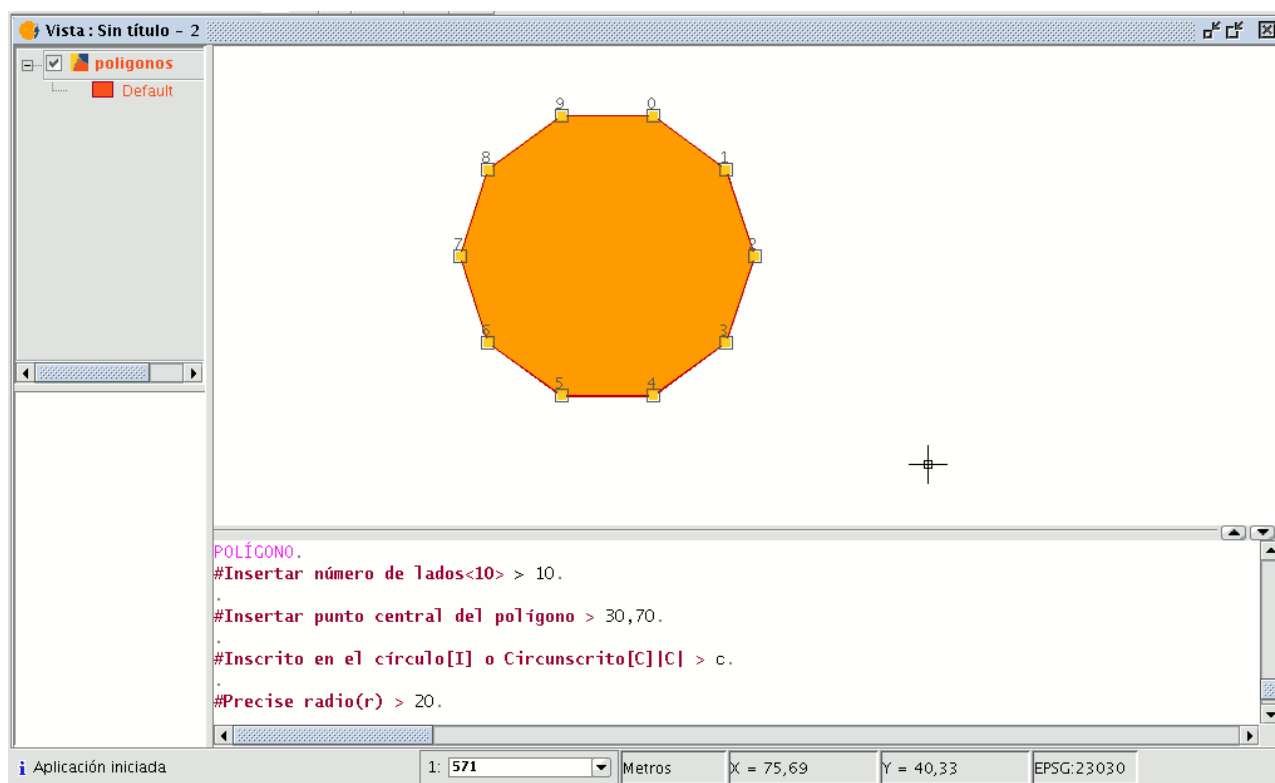 Vista : Sin título – 2
poligonos
Default
9 0
8 1
7 2
6 3
5 4
POLÍGONO.
#Insertar número de lados<10> > 10.
.
#Insertar punto central del polígono > 30,70.
.
#Inscrito en el círculo[I] o Circunscrito[C]|C| > c.
.
#Precise radio(r) > 20.
i Aplicación iniciada 1: 571 Metros X = 75,69 Y = 40,33 EPSG:23030